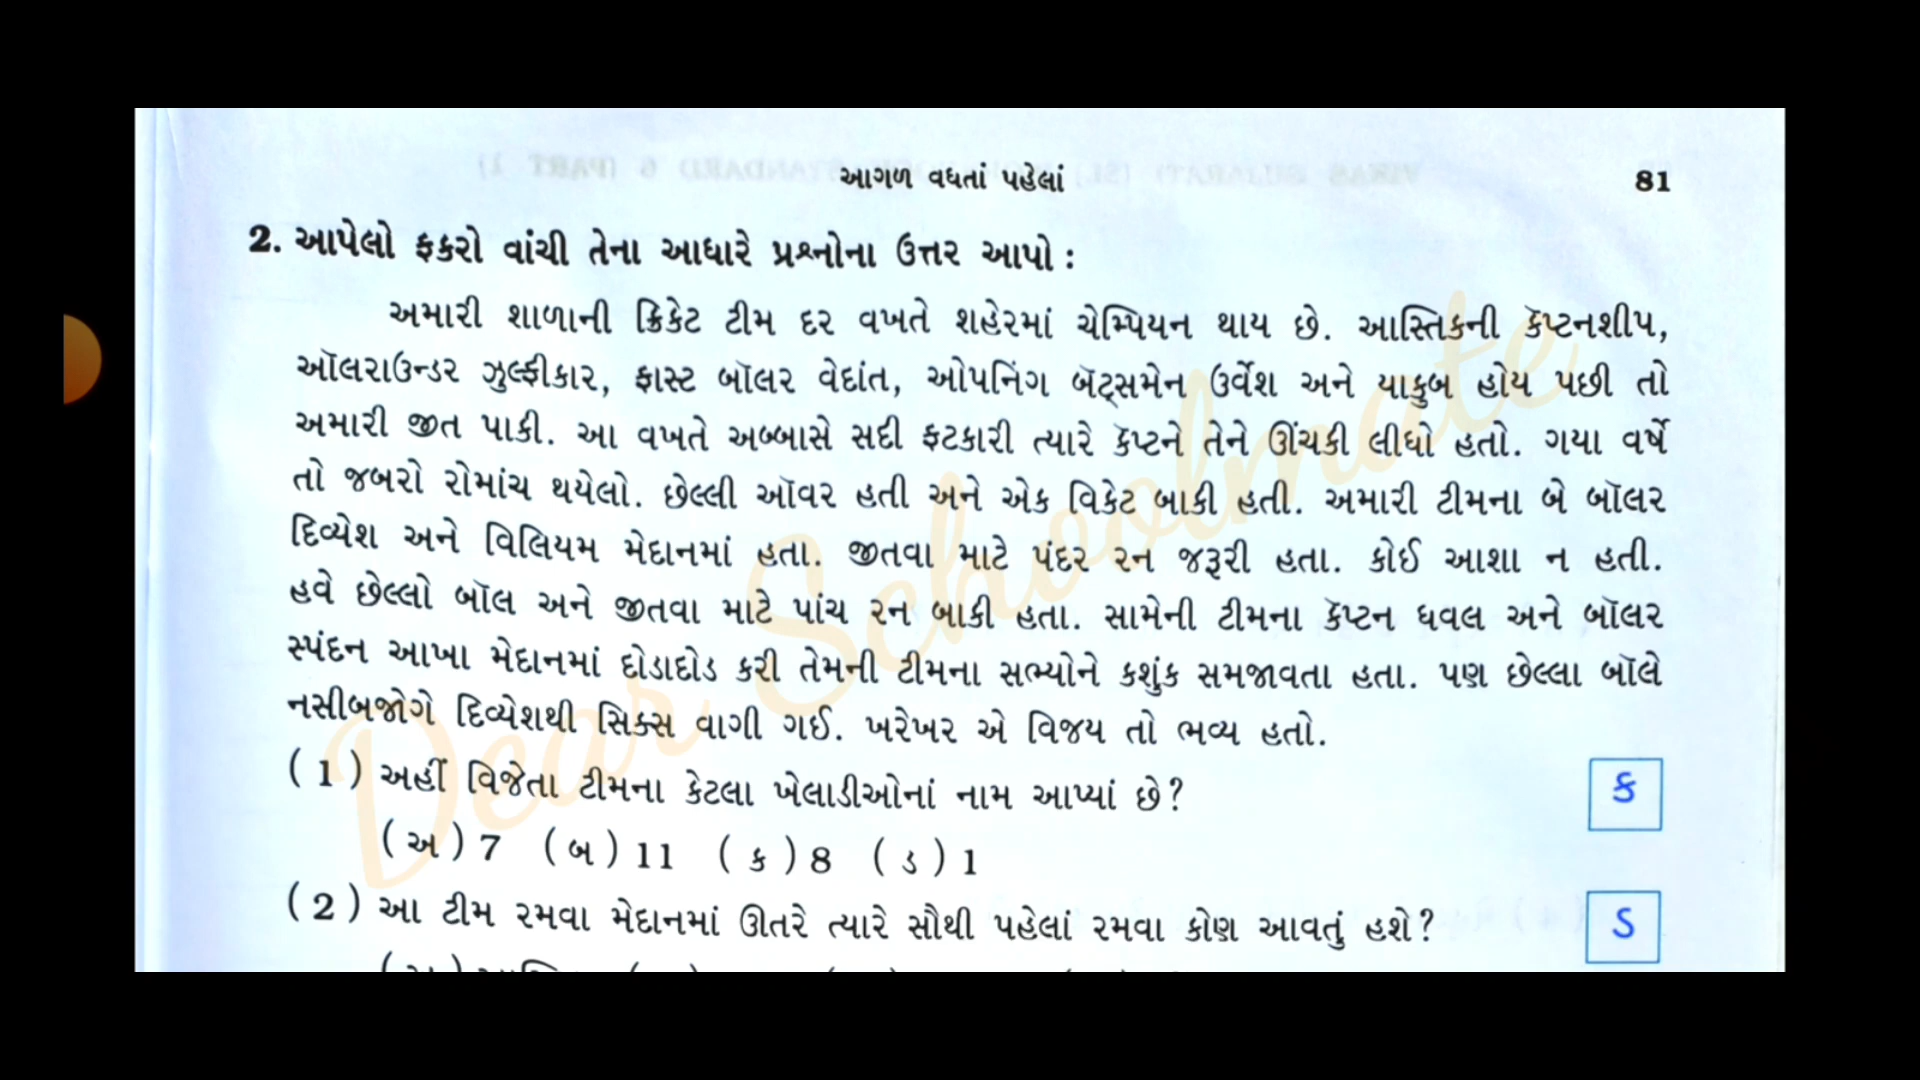 આગળ વધતાં પહેલાં 81
2. આપેલો ફકરો વાંચી તેના આધારે પ્રશ્નોના ઉત્તર આપો :
અમારી શાળાની ક્રિકેટ ટીમ દર વખતે શહેરમાં ચેમ્પિયન થાય છે. આસ્તિકની કૅપ્ટનશીપ,
ઑલરાઉન્ડર ઝુલ્ફીકાર, ફાસ્ટ બૉલર વેદાંત, ઓપનિંગ બૅટ્સમેન ઉર્વેશ અને યાકુબ હોય પછી તો
અમારી જીત પાકી. આ વખતે અબ્બાસે સદી ફટકારી ત્યારે કૅપ્ટને તેને ઊંચકી લીધો હતો. ગયા વર્ષે
તો જબરો રોમાંચ થયેલો. છેલ્લી ઑવર હતી અને એક વિકેટ બાકી હતી. અમારી ટીમના બે બૉલર
દિવ્યેશ અને વિલિયમ મેદાનમાં હતા. જીતવા માટે પંદર રન જરૂરી હતા. કોઈ આશા ન હતી.
હવે છેલ્લો બૉલ અને જીતવા માટે પાંચ રન બાકી હતા. સામેની ટીમના કૅપ્ટન ધવલ અને બૉલર
સ્પંદન આખા મેદાનમાં દોડાદોડ કરી તેમની ટીમના સભ્યોને કશુંક સમજાવતા હતા. પણ છેલ્લા બૉલે
નસીબજોગે દિવ્યેશથી સિક્સ વાગી ગઈ. ખરેખર એ વિજય તો ભવ્ય હતો.
( 1 ) અહીં વિજેતા ટીમના કેટલા ખેલાડીઓનાં નામ આપ્યાં છે? ક
( અ ) 7 ( બ ) 11 ( ક ) 8 ( ડ ) 1
( 2 ) આ ટીમ રમવા મેદાનમાં ઊતરે ત્યારે સૌથી પહેલાં રમવા કોણ આવતું હશે? ડ
Dear Schoolmate